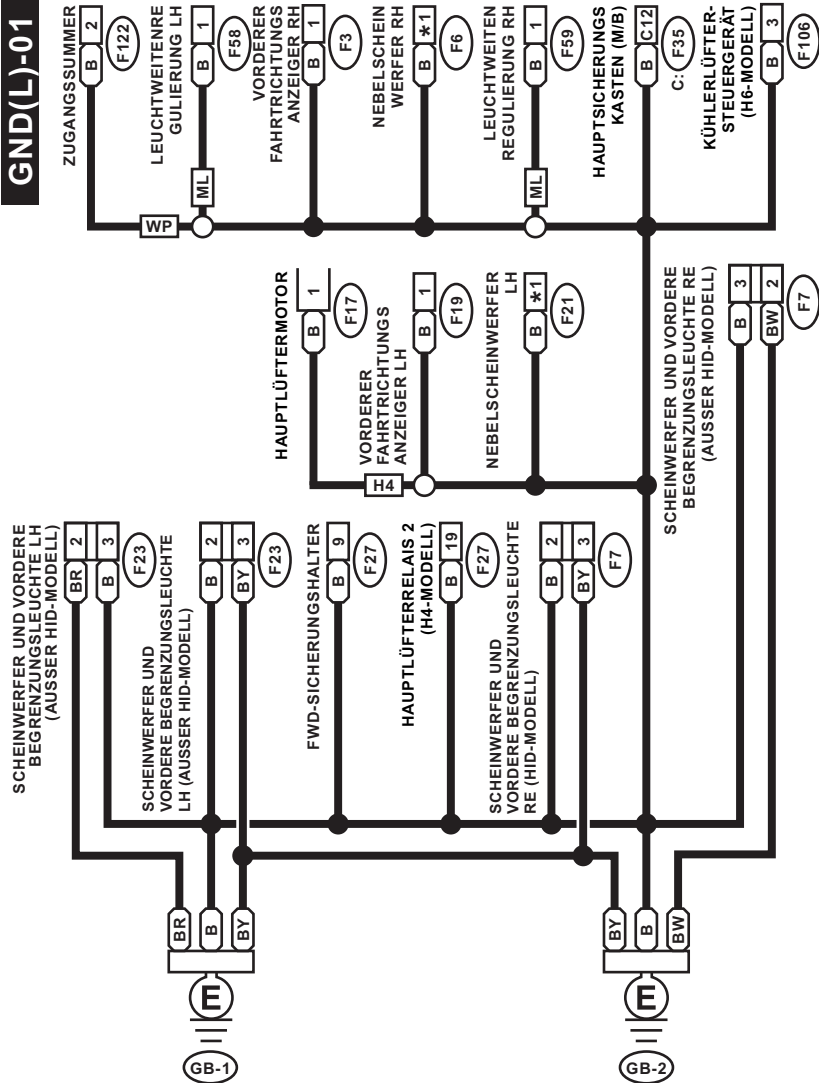 GND(L)-01
ZUGANGSSUMMER
B 2
F122
LEUCHTWEITENRE
GULIERUNG LH
B 1
F58
ML
WP
VORDERER
FAHRTRICHTUNGS
ANZEIGER RH
B 1
F3
NEBELSCHEIN
WERFER RH
B *1
F6
LEUCHTWEITEN
REGULIERUNG RH
B 1
F59
ML
HAUPTSICHERUNGS
KASTEN (M/B)
B C12
C: F35
KÜHLERLÜFTER-
STEUERGERÄT
(H6-MODELL)
B 3
F106
HAUPTLÜFTERMOTOR
B 1
F17
VORDERER
FAHRTRICHTUNGS
ANZEIGER LH
B 1
F19
H4
NEBELSCHEINWERFER
LH
B *1
F21
SCHEINWERFER UND VORDERE
BEGRENZUNGSLEUCHTE RE
(AUSSER HID-MODELL)
B 3
BW 2
F7
SCHEINWERFER UND VORDERE
BEGRENZUNGSLEUCHTE LH
(AUSSER HID-MODELL)
BR 2
B 3
F23
SCHEINWERFER UND
VORDERE BEGRENZUNGSLEUCHTE
LH (AUSSER HID-MODELL)
B 2
BY 3
F23
FWD-SICHERUNGSHALTER
B 9
F27
HAUPTLÜFTERRELAIS 2
(H4-MODELL)
B 19
F27
SCHEINWERFER UND
VORDERE BEGRENZUNGSLEUCHTE
RE (HID-MODELL)
B 2
BY 3
F7
BR
B
BY
E
GB-1
BY
B
BW
E
GB-2